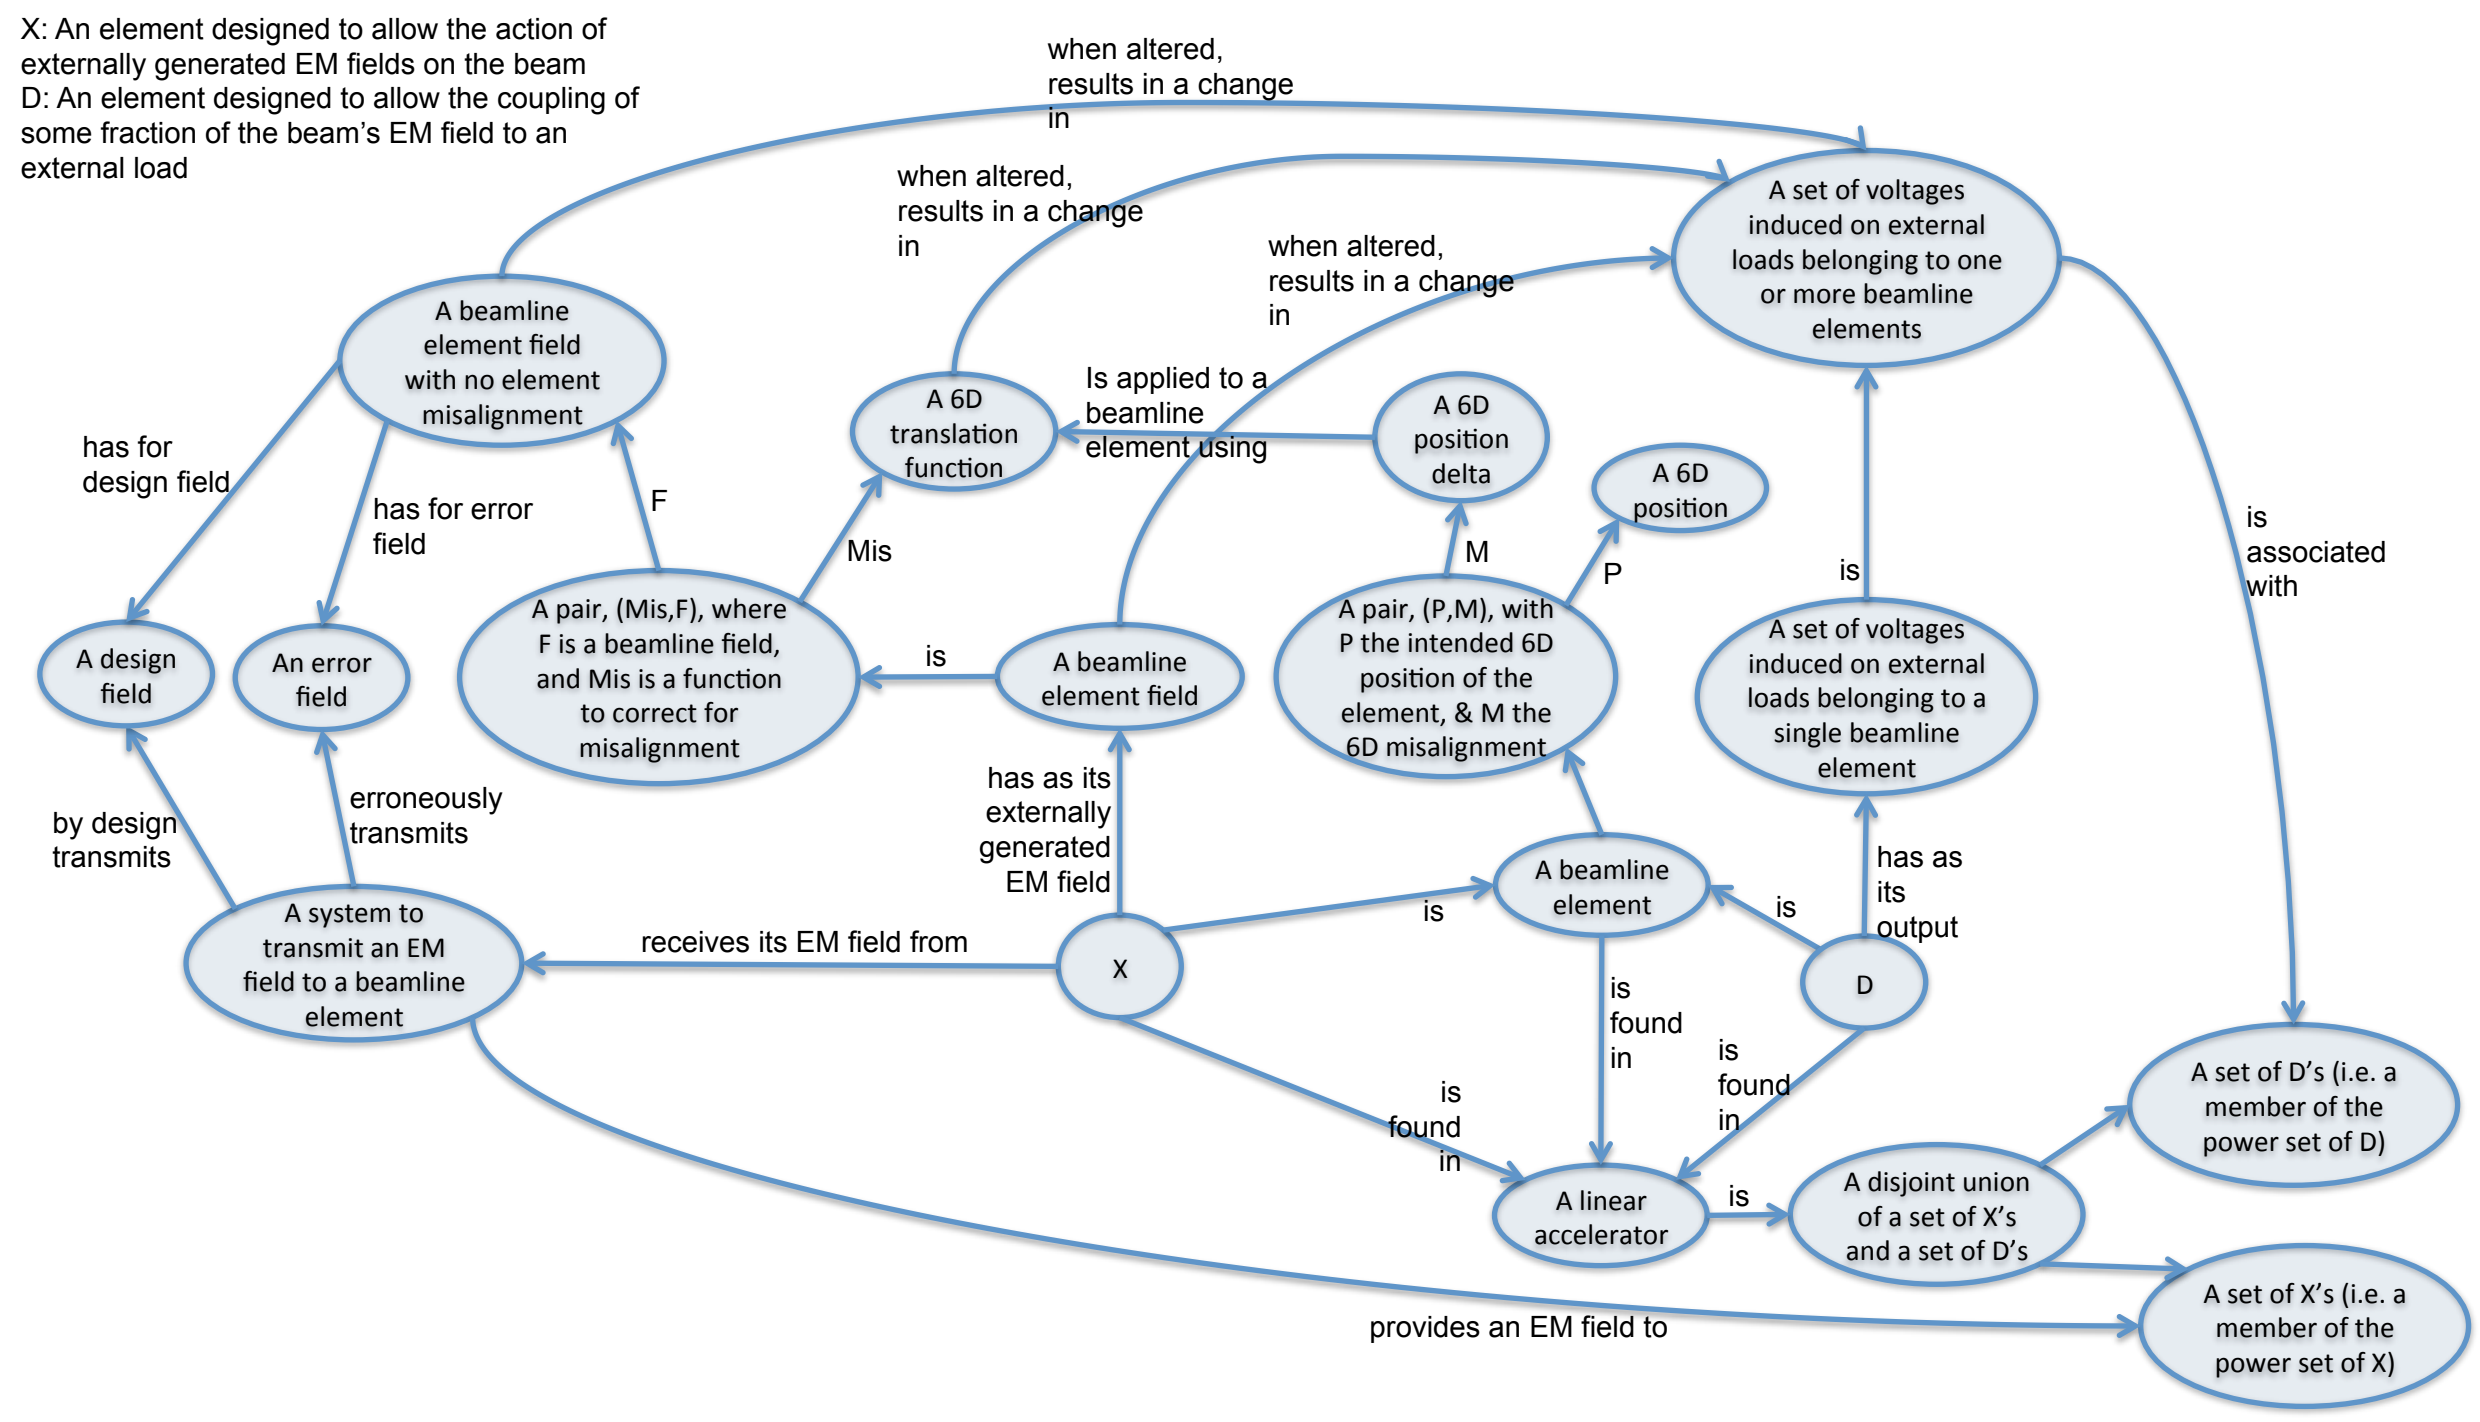 X: An element designed to allow the action of
externally generated EM fields on the beam
D: An element designed to allow the coupling of
some fraction of the beam’s EM field to an
external load
when altered,
results in a change
in
when altered,
results in a change
in
when altered,
results in a change
in
A set of voltages
induced on external
loads belonging to one
or more beamline
elements
A beamline
element field
with no element
misalignment
A 6D
translation
function
Is applied to a
beamline
element using
A 6D
position
delta
A 6D
position
has for
design field
has for error
field
F
Mis
M
P
is
is
associated
with
A design
field
An error
field
A pair, (Mis,F), where
F is a beamline field,
and Mis is a function
to correct for
misalignment
is
A beamline
element field
A pair, (P,M), with
P the intended 6D
position of the
element, & M the
6D misalignment
A set of voltages
induced on external
loads belonging to a
single beamline
element
by design
transmits
erroneously
transmits
has as its
externally
generated
EM field
A beamline
element
has as
its
output
is
is
A system to
transmit an EM
field to a beamline
element
receives its EM field from
X
D
is
found
in
is
found
in
is
found
in
A set of D’s (i.e. a
member of the
power set of D)
A linear
accelerator
is
A disjoint union
of a set of X’s
and a set of D’s
provides an EM field to
A set of X’s (i.e. a
member of the
power set of X)